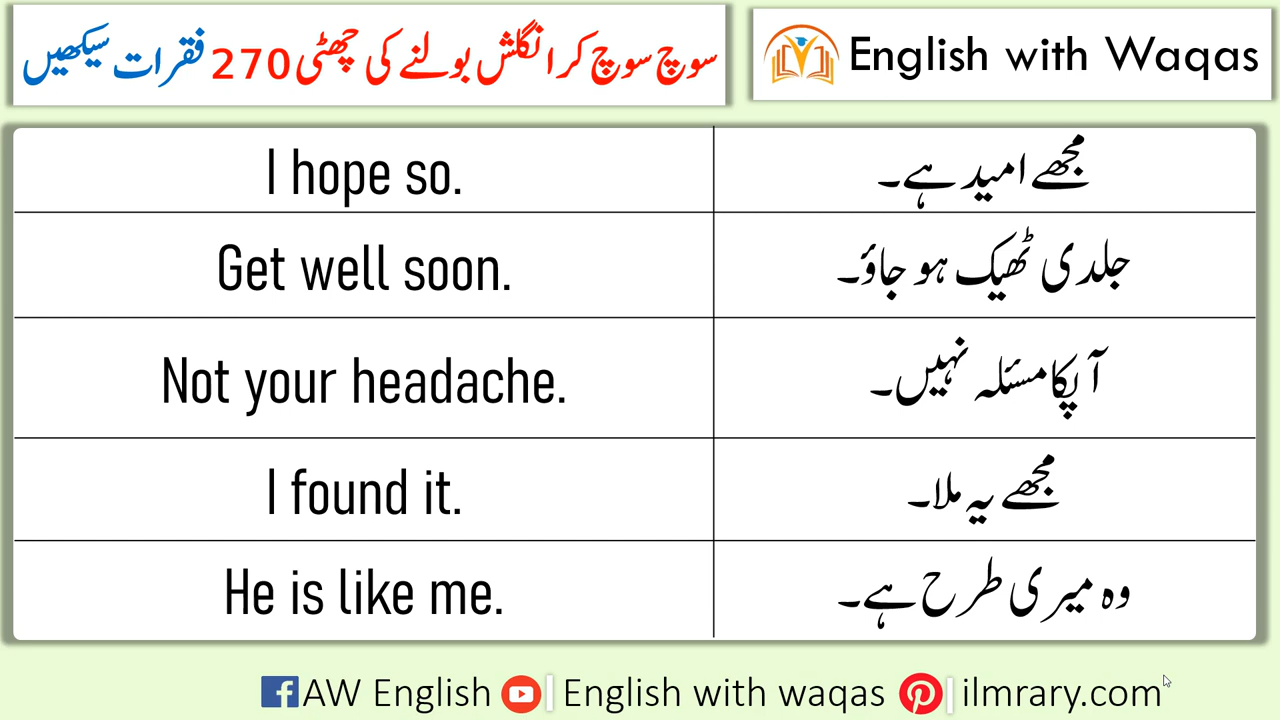 سوچ سوچ کر انگلش بولنے کی چھٹی 270 فقرات سیکھیں
English with Waqas
I hope so.
مجھے امید ہے۔
Get well soon.
جلدی ٹھیک ہو جاؤ۔
Not your headache.
آپکا مسئلہ نہیں۔
I found it.
مجھے یہ ملا۔
He is like me.
وہ میری طرح ہے۔
AW English | English with waqas | ilmrary.com